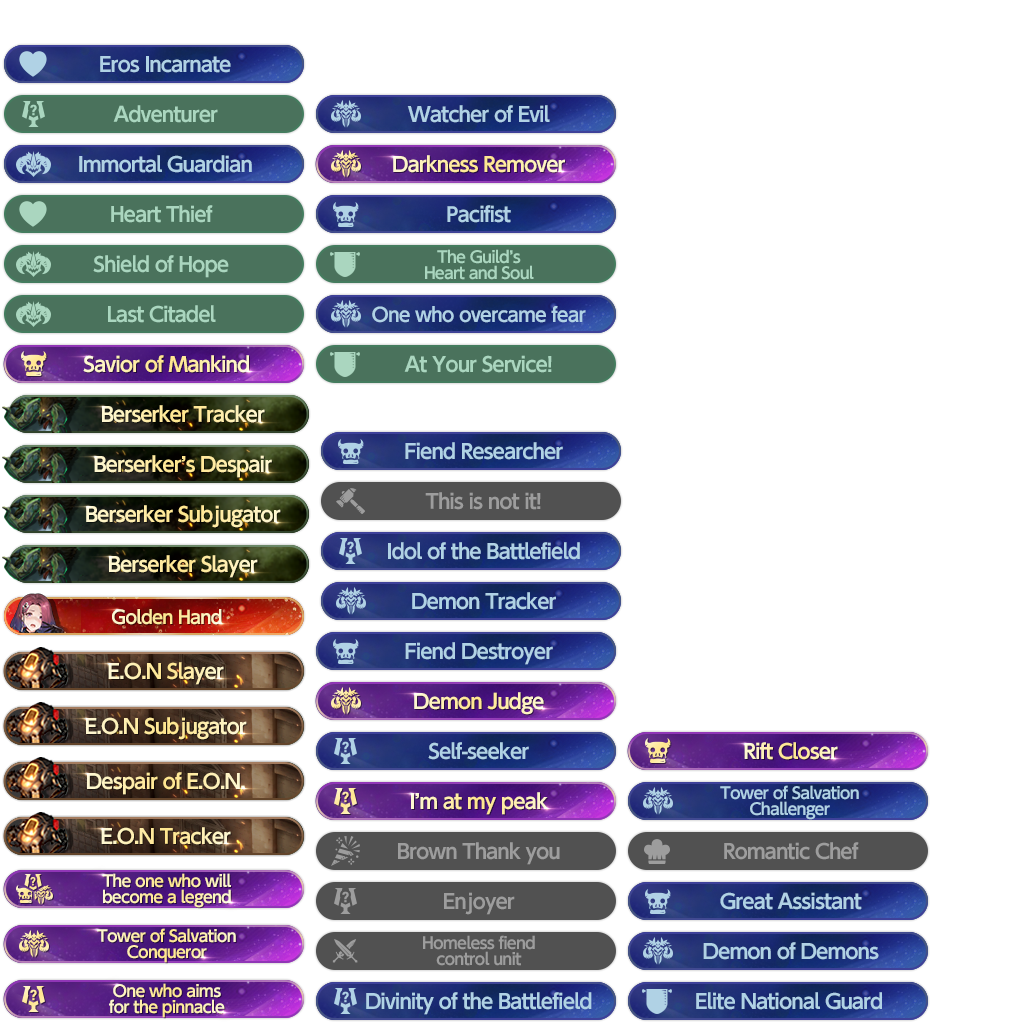 Eros Incarnate
Adventurer
Immortal Guardian
Heart Thief
Shield of Hope
Last Citadel
Savior of Mankind
Berserker Tracker
Berserker's Despair
Berserker Subjugator
Berserker Slayer
Golden Hand
E.O.N Slayer
E.O.N Subjugator
Despair of E.O.N.
E.O.N Tracker
The one who will
become a legend
Tower of Salvation
Conqueror
One who aims
for the pinnacle
Watcher of Evil
Darkness Remover
Pacifist
The Guild's
Heart and Soul
One who overcame fear
At Your Service!
Fiend Researcher
This is not it!
Idol of the Battlefield
Demon Tracker
Fiend Destroyer
Demon Judge
Self-seeker
I'm at my peak
Brown Thank you
Enjoyer
Homeless fiend
control unit
Divinity of the Battlefield
Rift Closer
Tower of Salvation
Challenger
Romantic Chef
Great Assistant
Demon of Demons
Elite National Guard